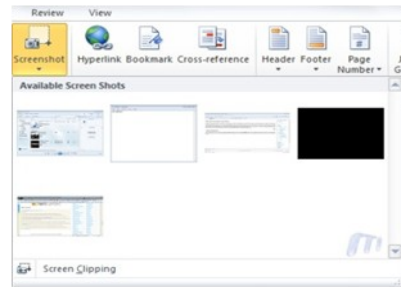 Review View
Screenshot Hyperlink Bookmark Cross-reference Header Footer Page Number
Available Screen Shots
Screen Clipping